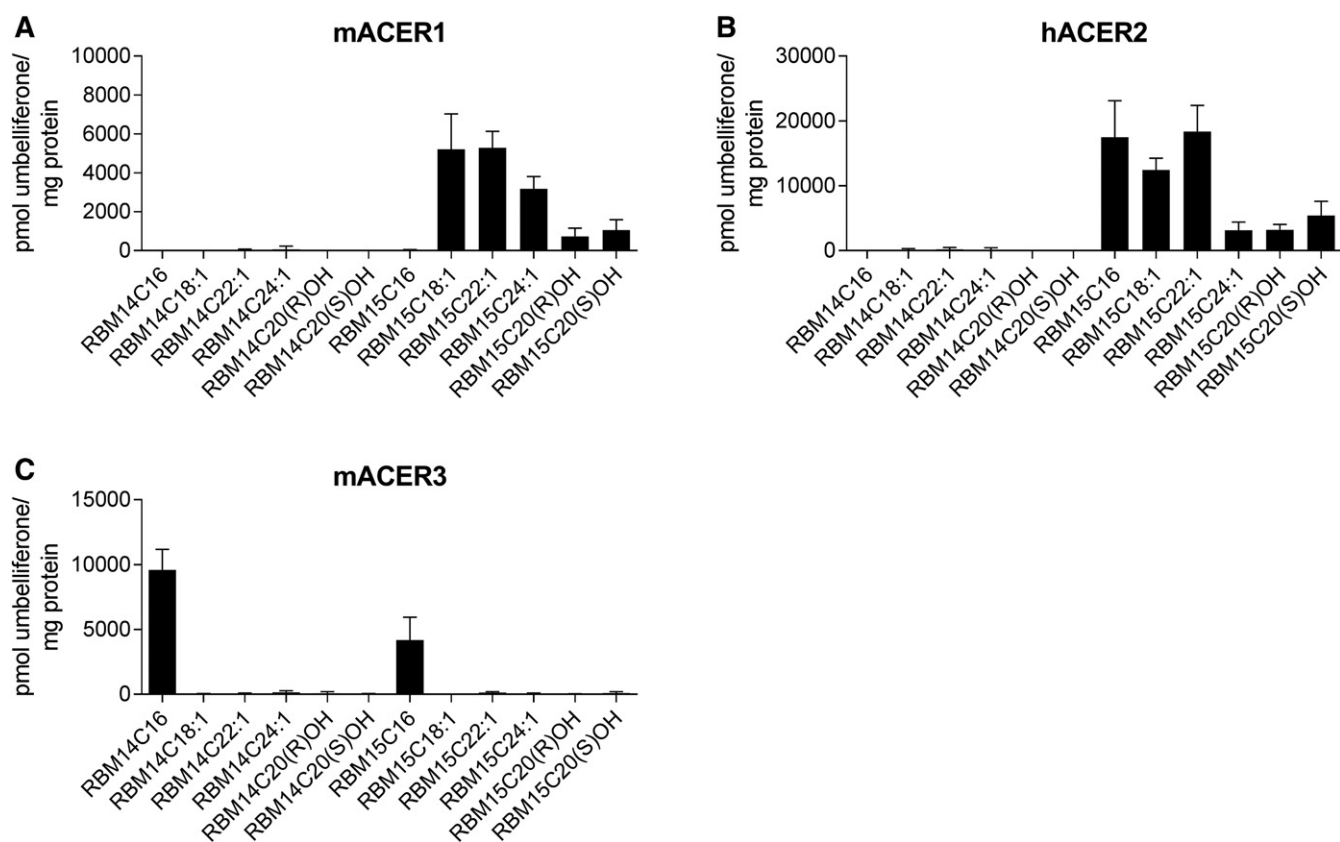 A
mACER1
pmol umbelliferone/
mg protein
10000
8000
6000
4000
2000
0
RBM14C16
RBM14C18:1
RBM14C22:1
RBM14C24:1
RBM14C20(R)OH
RBM14C20(S)OH
RBM15C16
RBM15C18:1
RBM15C22:1
RBM15C24:1
RBM15C20(R)OH
RBM15C20(S)OH
B
hACER2
pmol umbelliferone/
mg protein
30000
20000
10000
0
RBM14C16
RBM14C18:1
RBM14C22:1
RBM14C24:1
RBM14C20(R)OH
RBM14C20(S)OH
RBM15C16
RBM15C18:1
RBM15C22:1
RBM15C24:1
RBM15C20(R)OH
RBM15C20(S)OH
C
mACER3
pmol umbelliferone/
mg protein
15000
10000
5000
0
RBM14C16
RBM14C18:1
RBM14C22:1
RBM14C24:1
RBM14C20(R)OH
RBM14C20(S)OH
RBM15C16
RBM15C18:1
RBM15C22:1
RBM15C24:1
RBM15C20(R)OH
RBM15C20(S)OH